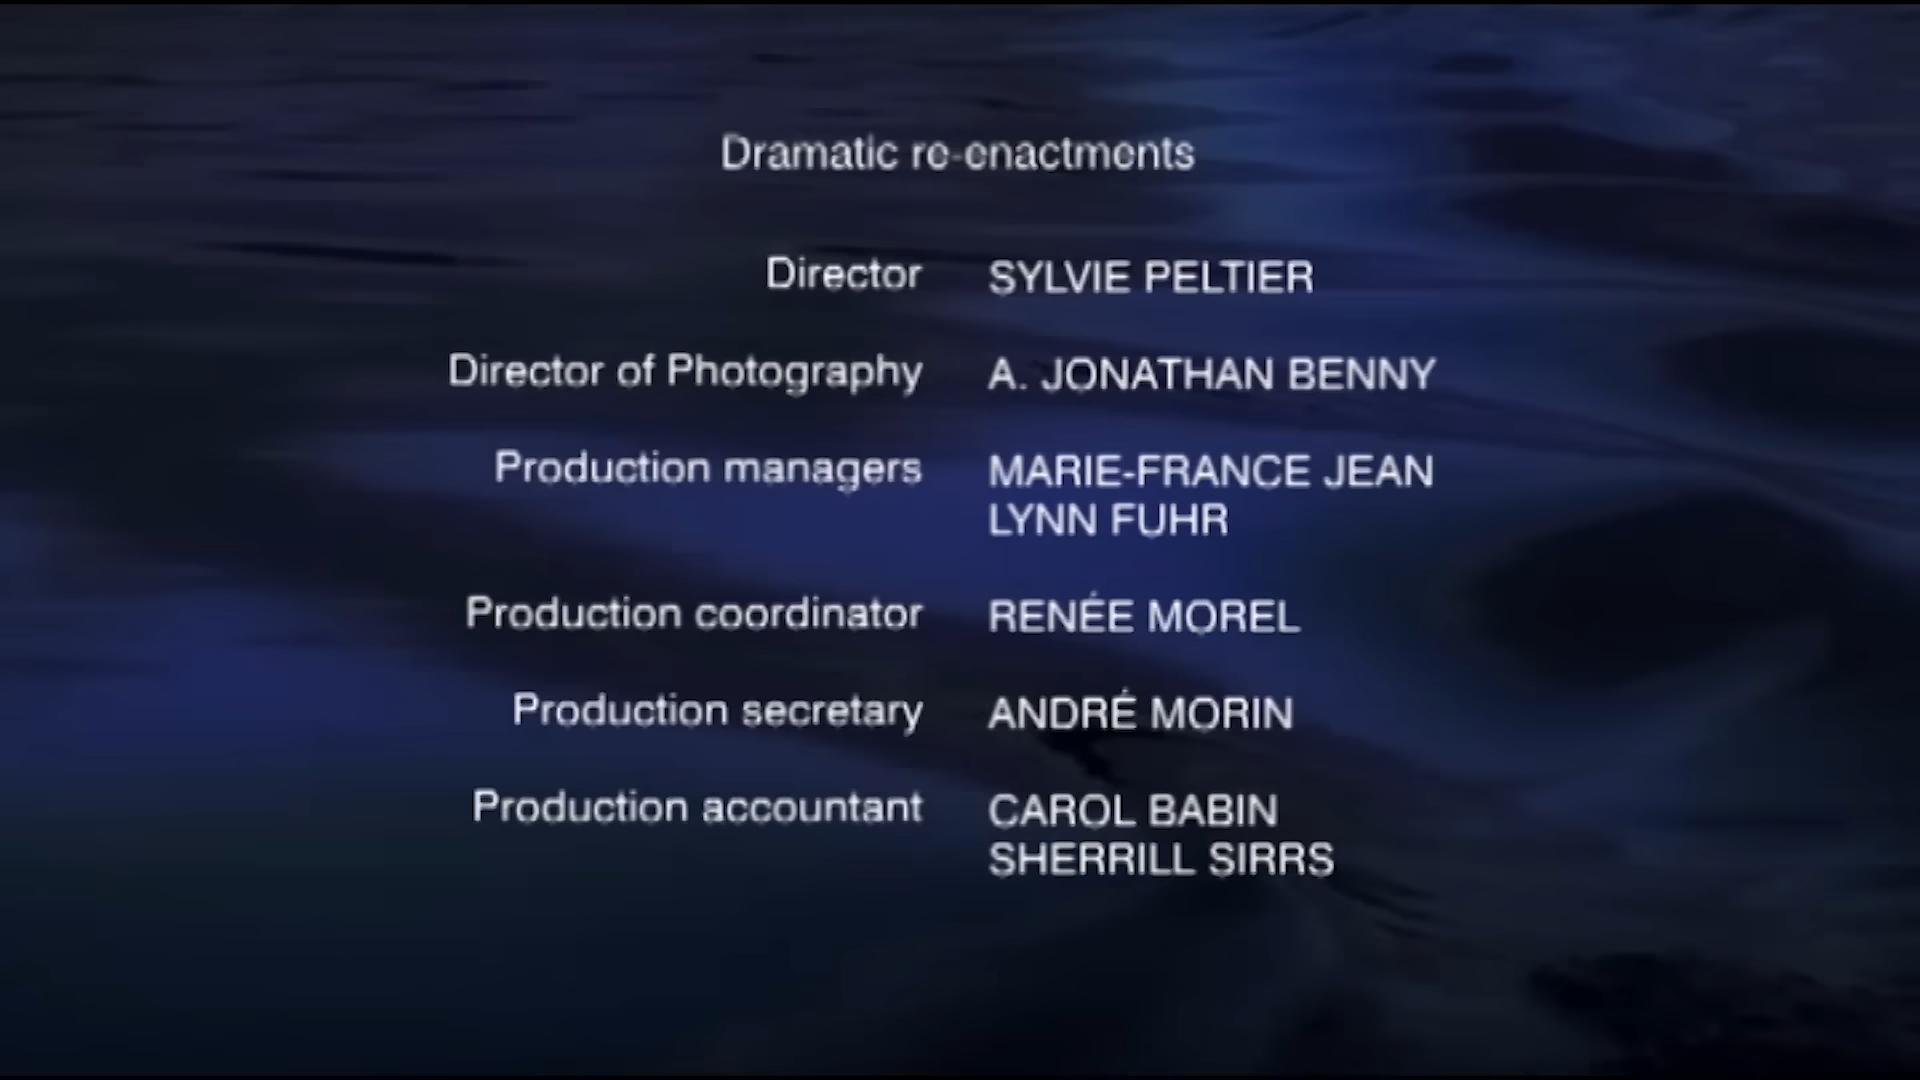 Dramatic re-enactments
Director SYLVIE PELTIER
Director of Photography A. JONATHAN BENNY
Production managers MARIE-FRANCE JEAN
LYNN FUHR
Production coordinator RENÉE MOREL
Production secretary ANDRÉ MORIN
Production accountant CAROL BABIN
SHERRILL SIRRS